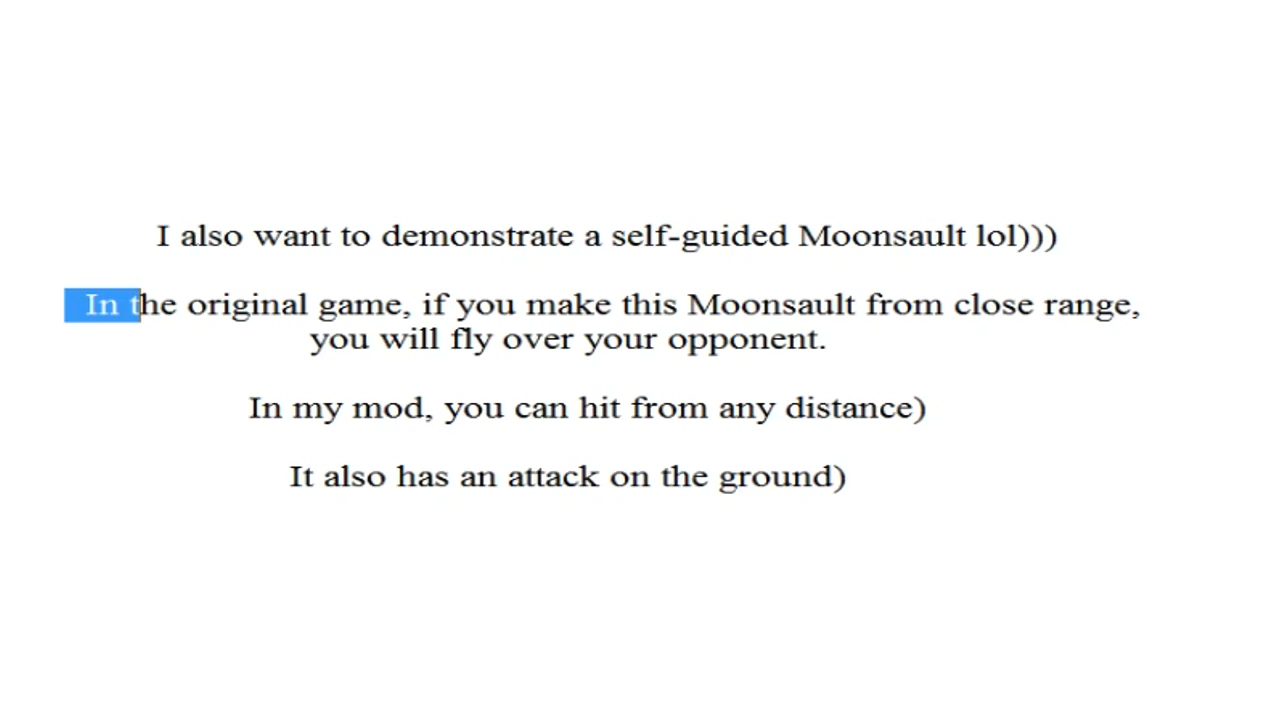 I also want to demonstrate a self-guided Moonsault lol)))
In the original game, if you make this Moonsault from close range,
you will fly over your opponent.
In my mod, you can hit from any distance)
It also has an attack on the ground)